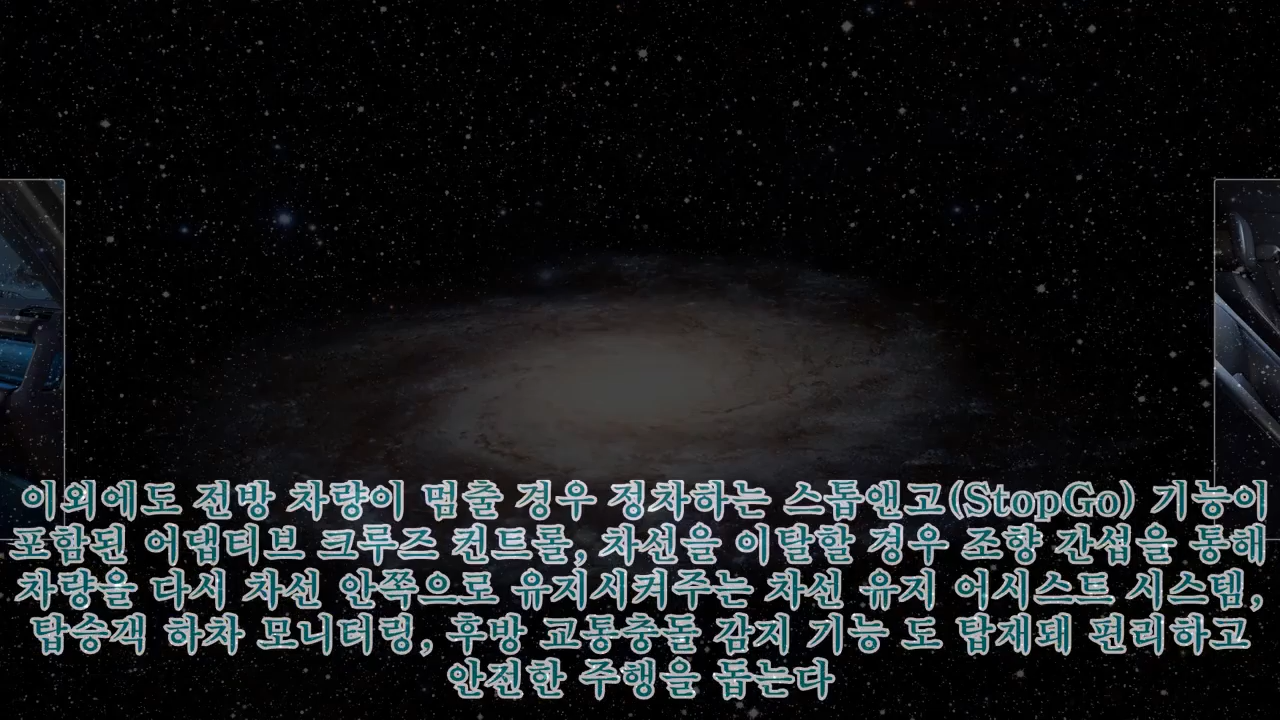 이외에도 전방 차량이 멈출 경우 정차하는 스톱앤고(StopGo) 기능이
포함된 어댑티브 크루즈 컨트롤, 차선을 이탈할 경우 조향 간섭을 통해
차량을 다시 차선 안쪽으로 유지시켜주는 차선 유지 어시스트 시스템,
탑승객 하차 모니터링, 후방 교통충돌 감지 기능 도 탑재돼 편리하고
안전한 주행을 돕는다